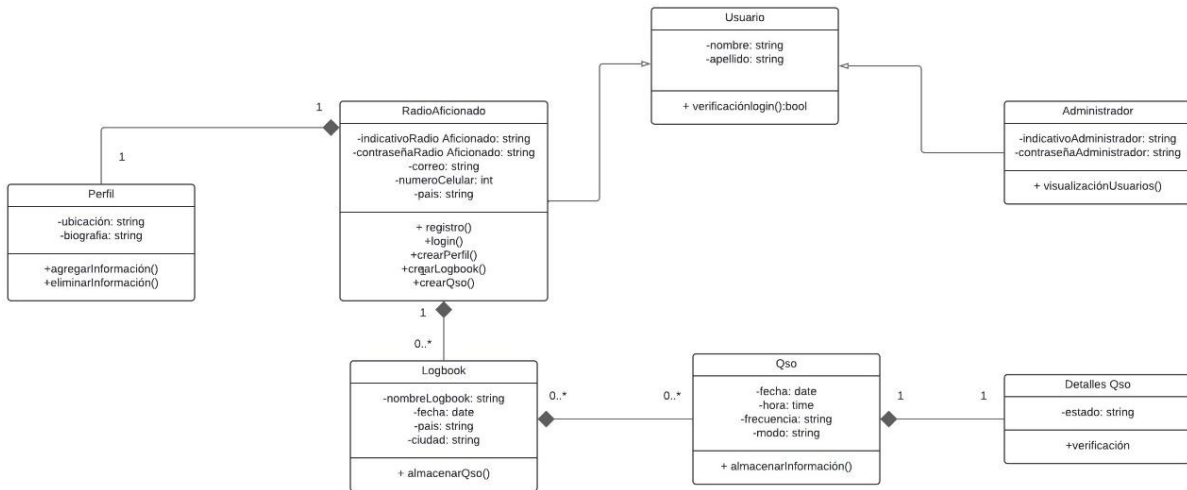 Usuario
-nombre: string
-apellido: string
+ verificaciónlogin():bool
1
RadioAficionado
-indicativoRadio Aficionado: string
-contraseñaRadio Aficionado: string
-correo: string
-numeroCelular: int
-pais: string
+ registro()
+login()
+crearPerfil()
+crearLogbook()
1
+crearQso()
Administrador
-indicativoAdministrador: string
-contraseñaAdministrador: string
+ visualizaciónUsuarios()
1
Perfil
-ubicación: string
-biografia: string
+agregarInformación()
+eliminarInformación()
1
0..*
Logbook
-nombreLogbook: string
-fecha: date
-pais: string
-ciudad: string
+ almacenarQso()
0..*
0..*
Qso
-fecha: date
-hora: time
-frecuencia: string
-modo: string
+ almacenarInformación()
1
1
Detalles Qso
-estado: string
+verificación